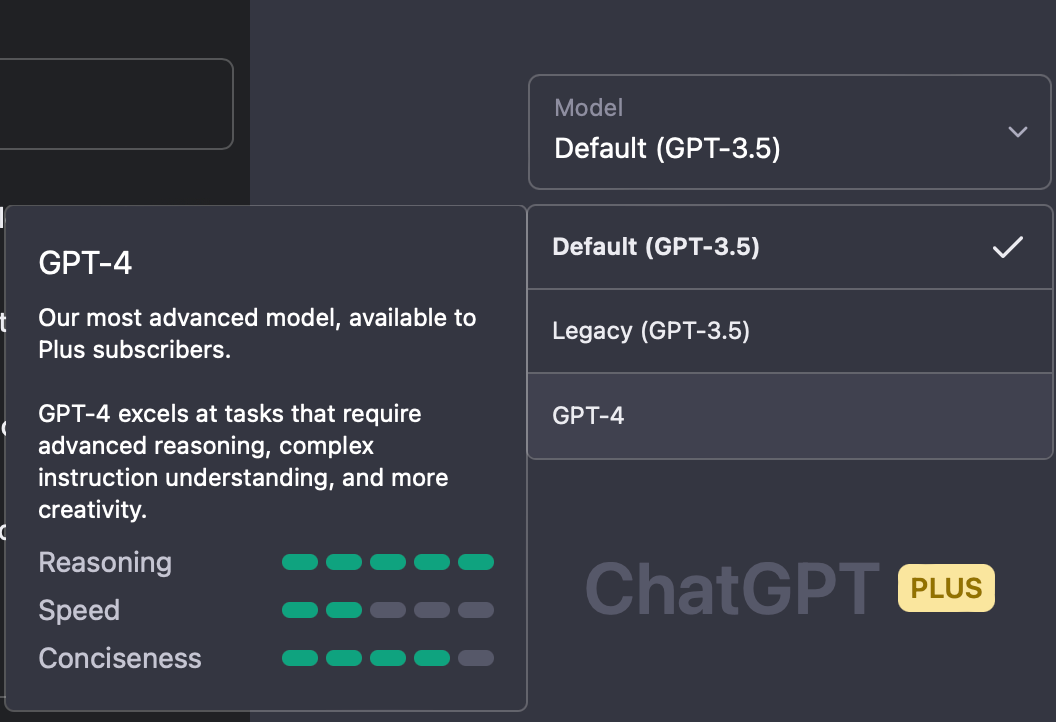 Model
Default (GPT-3.5)
Default (GPT-3.5)
Legacy (GPT-3.5)
GPT-4
GPT-4
Our most advanced model, available to
Plus subscribers.
GPT-4 excels at tasks that require
advanced reasoning, complex
instruction understanding, and more
creativity.
Reasoning
Speed
Conciseness
ChatGPT PLUS